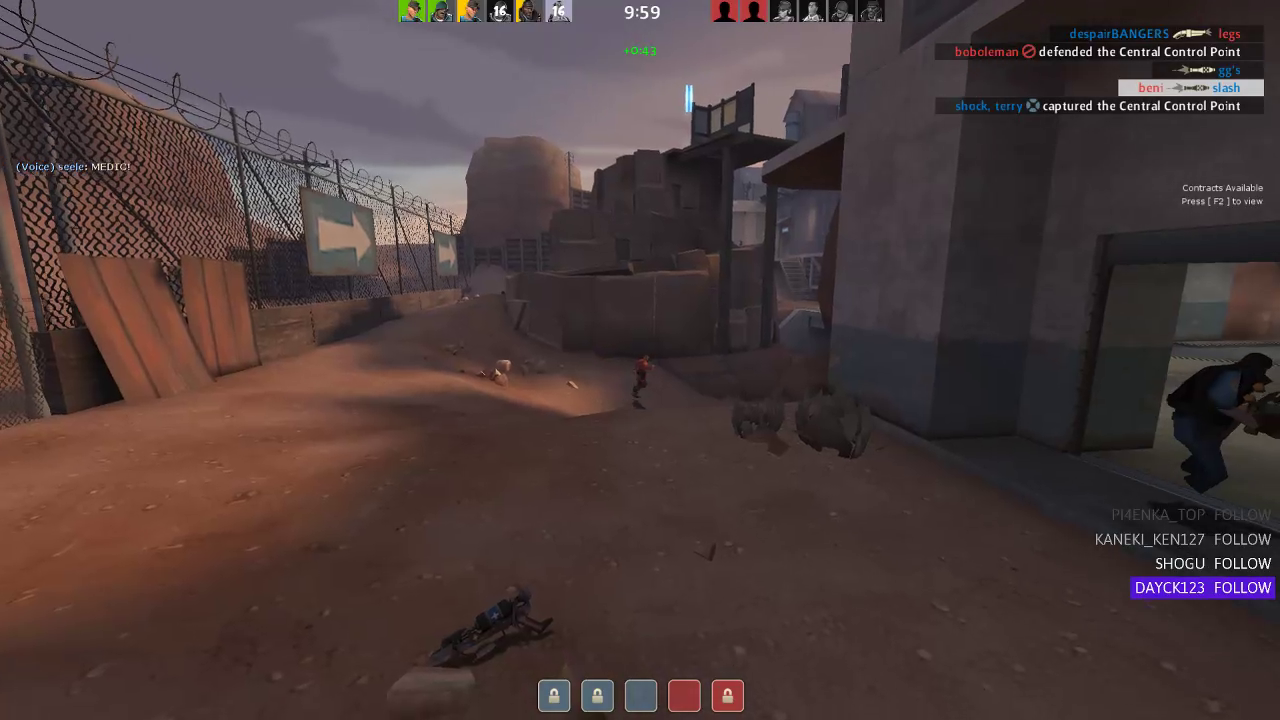 16
16
9:59
+0:43
despairBANGERS legs
boboleman defended the Central Control Point
gg's
beni slash
shock, terry captured the Central Control Point
(Voice) seele: MEDIC!
Contracts Available
Press [ F2 ] to view
PI4ENKA_TOP FOLLOW
KANEKI_KEN127 FOLLOW
SHOGU FOLLOW
DAYCK123 FOLLOW